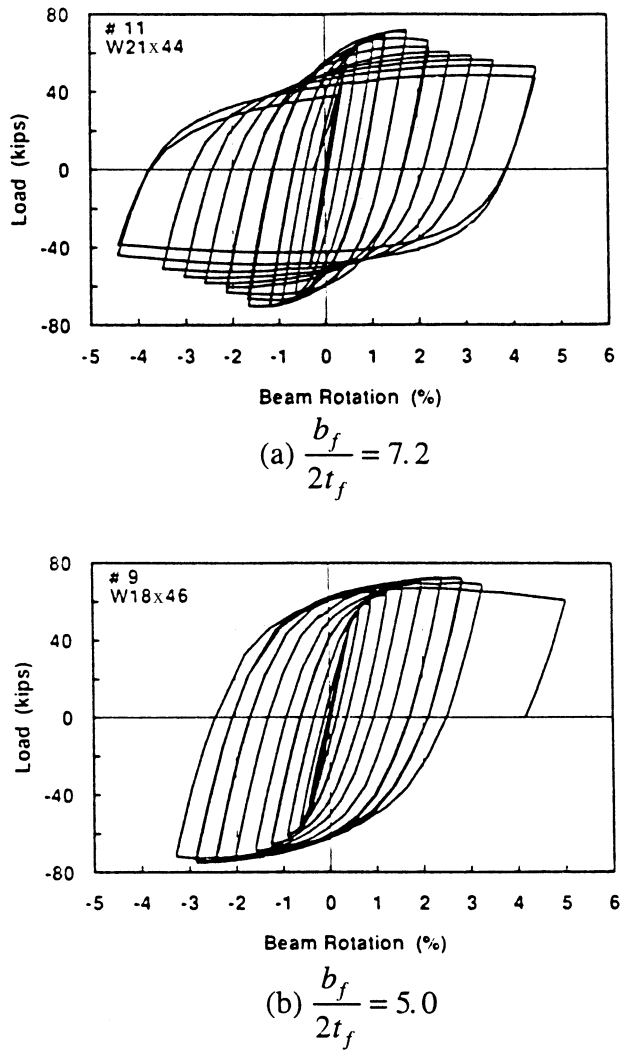 80
# 11
W21x44
40
0
-40
-80
Load (kips)
-5 -4 -3 -2 -1 0 1 2 3 4 5 6
Beam Rotation (%)
(a) b_f / 2t_f = 7.2
80
# 9
W18x46
40
0
-40
-80
Load (kips)
-5 -4 -3 -2 -1 0 1 2 3 4 5 6
Beam Rotation (%)
(b) b_f / 2t_f = 5.0